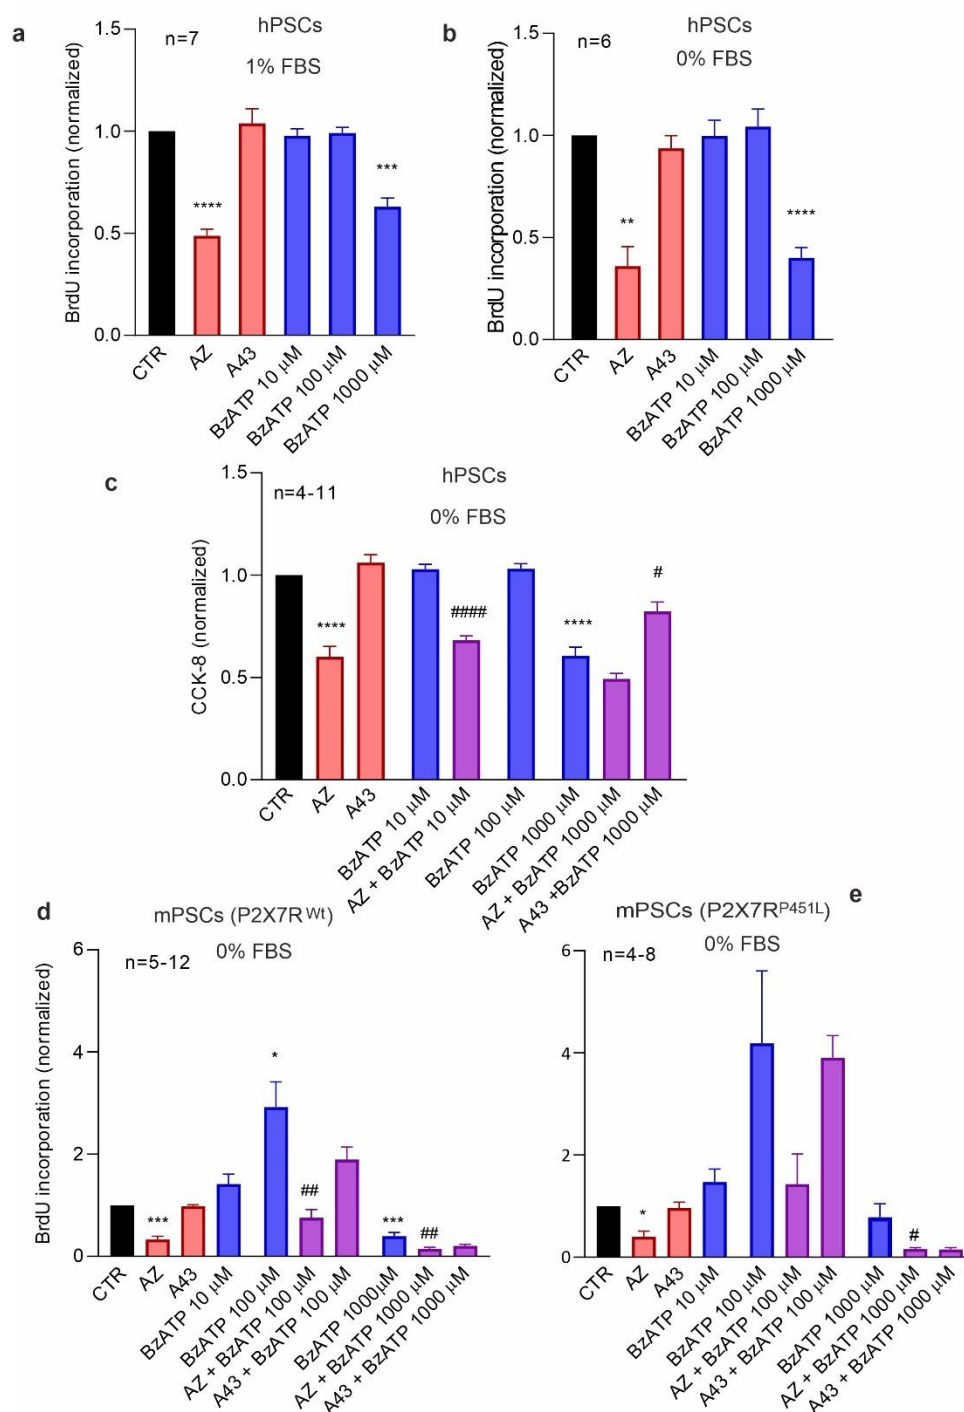 a
n=7
hPSCs
1% FBS
BrdU incorporation (normalized)
1.5
1.0
0.5
0.0
****
***
CTR
AZ
A43
BzATP 10 μM
BzATP 100 μM
BzATP 1000 μM
b
n=6
hPSCs
0% FBS
BrdU incorporation (normalized)
1.5
1.0
0.5
0.0
**
****
CTR
AZ
A43
BzATP 10 μM
BzATP 100 μM
BzATP 1000 μM
c
n=4-11
hPSCs
0% FBS
CCK-8 (normalized)
1.5
1.0
0.5
0.0
****
####
****
#
CTR
AZ
A43
BzATP 10 μM
AZ + BzATP 10 μM
BzATP 100 μM
BzATP 1000 μM
AZ + BzATP 1000 μM
A43 +BzATP 1000 μM
d
mPSCs (P2X7R Wt)
0% FBS
n=5-12
BrdU incorporation (normalized)
6
4
2
0
***
*
##
***
##
CTR
AZ
A43
BzATP 10 μM
BzATP 100 μM
AZ + BzATP 100 μM
A43 + BzATP 100 μM
BzATP 1000μM
AZ + BzATP 1000 μM
A43 + BzATP 1000 μM
e
mPSCs (P2X7RP451L)
0% FBS
n=4-8
6
4
2
0
*
#
CTR
AZ
A43
BzATP 10 μM
BzATP 100 μM
AZ + BzATP 100 μM
A43 + BzATP 100 μM
BzATP 1000 μM
AZ + BzATP 1000 μM
A43 + BzATP 1000 μM